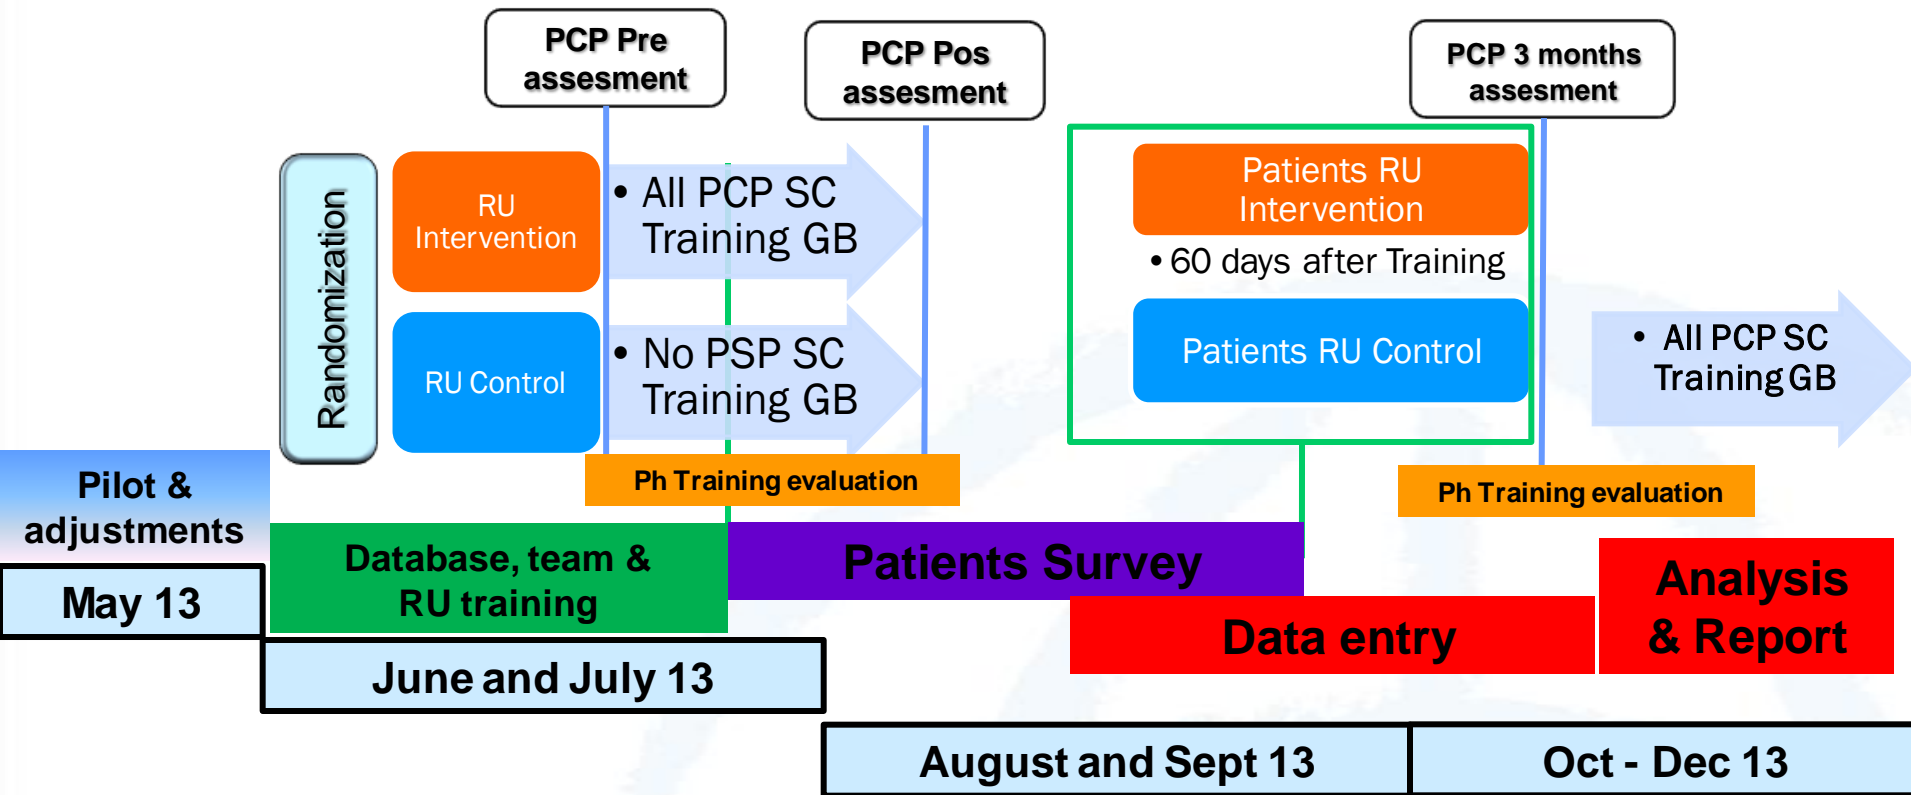 PCP Pre
assesment
PCP Pos
assesment
PCP 3 months
assesment
Randomization
RU
Intervention
• All PCP SC
Training GB
RU Control
• No PSP SC
Training GB
Patients RU
Intervention
• 60 days after Training
Patients RU Control
• All PCP SC
Training GB
Ph Training evaluation
Ph Training evaluation
Pilot &
adjustments
May 13
Database, team &
RU training
June and July 13
Patients Survey
Data entry
Analysis
& Report
August and Sept 13
Oct - Dec 13